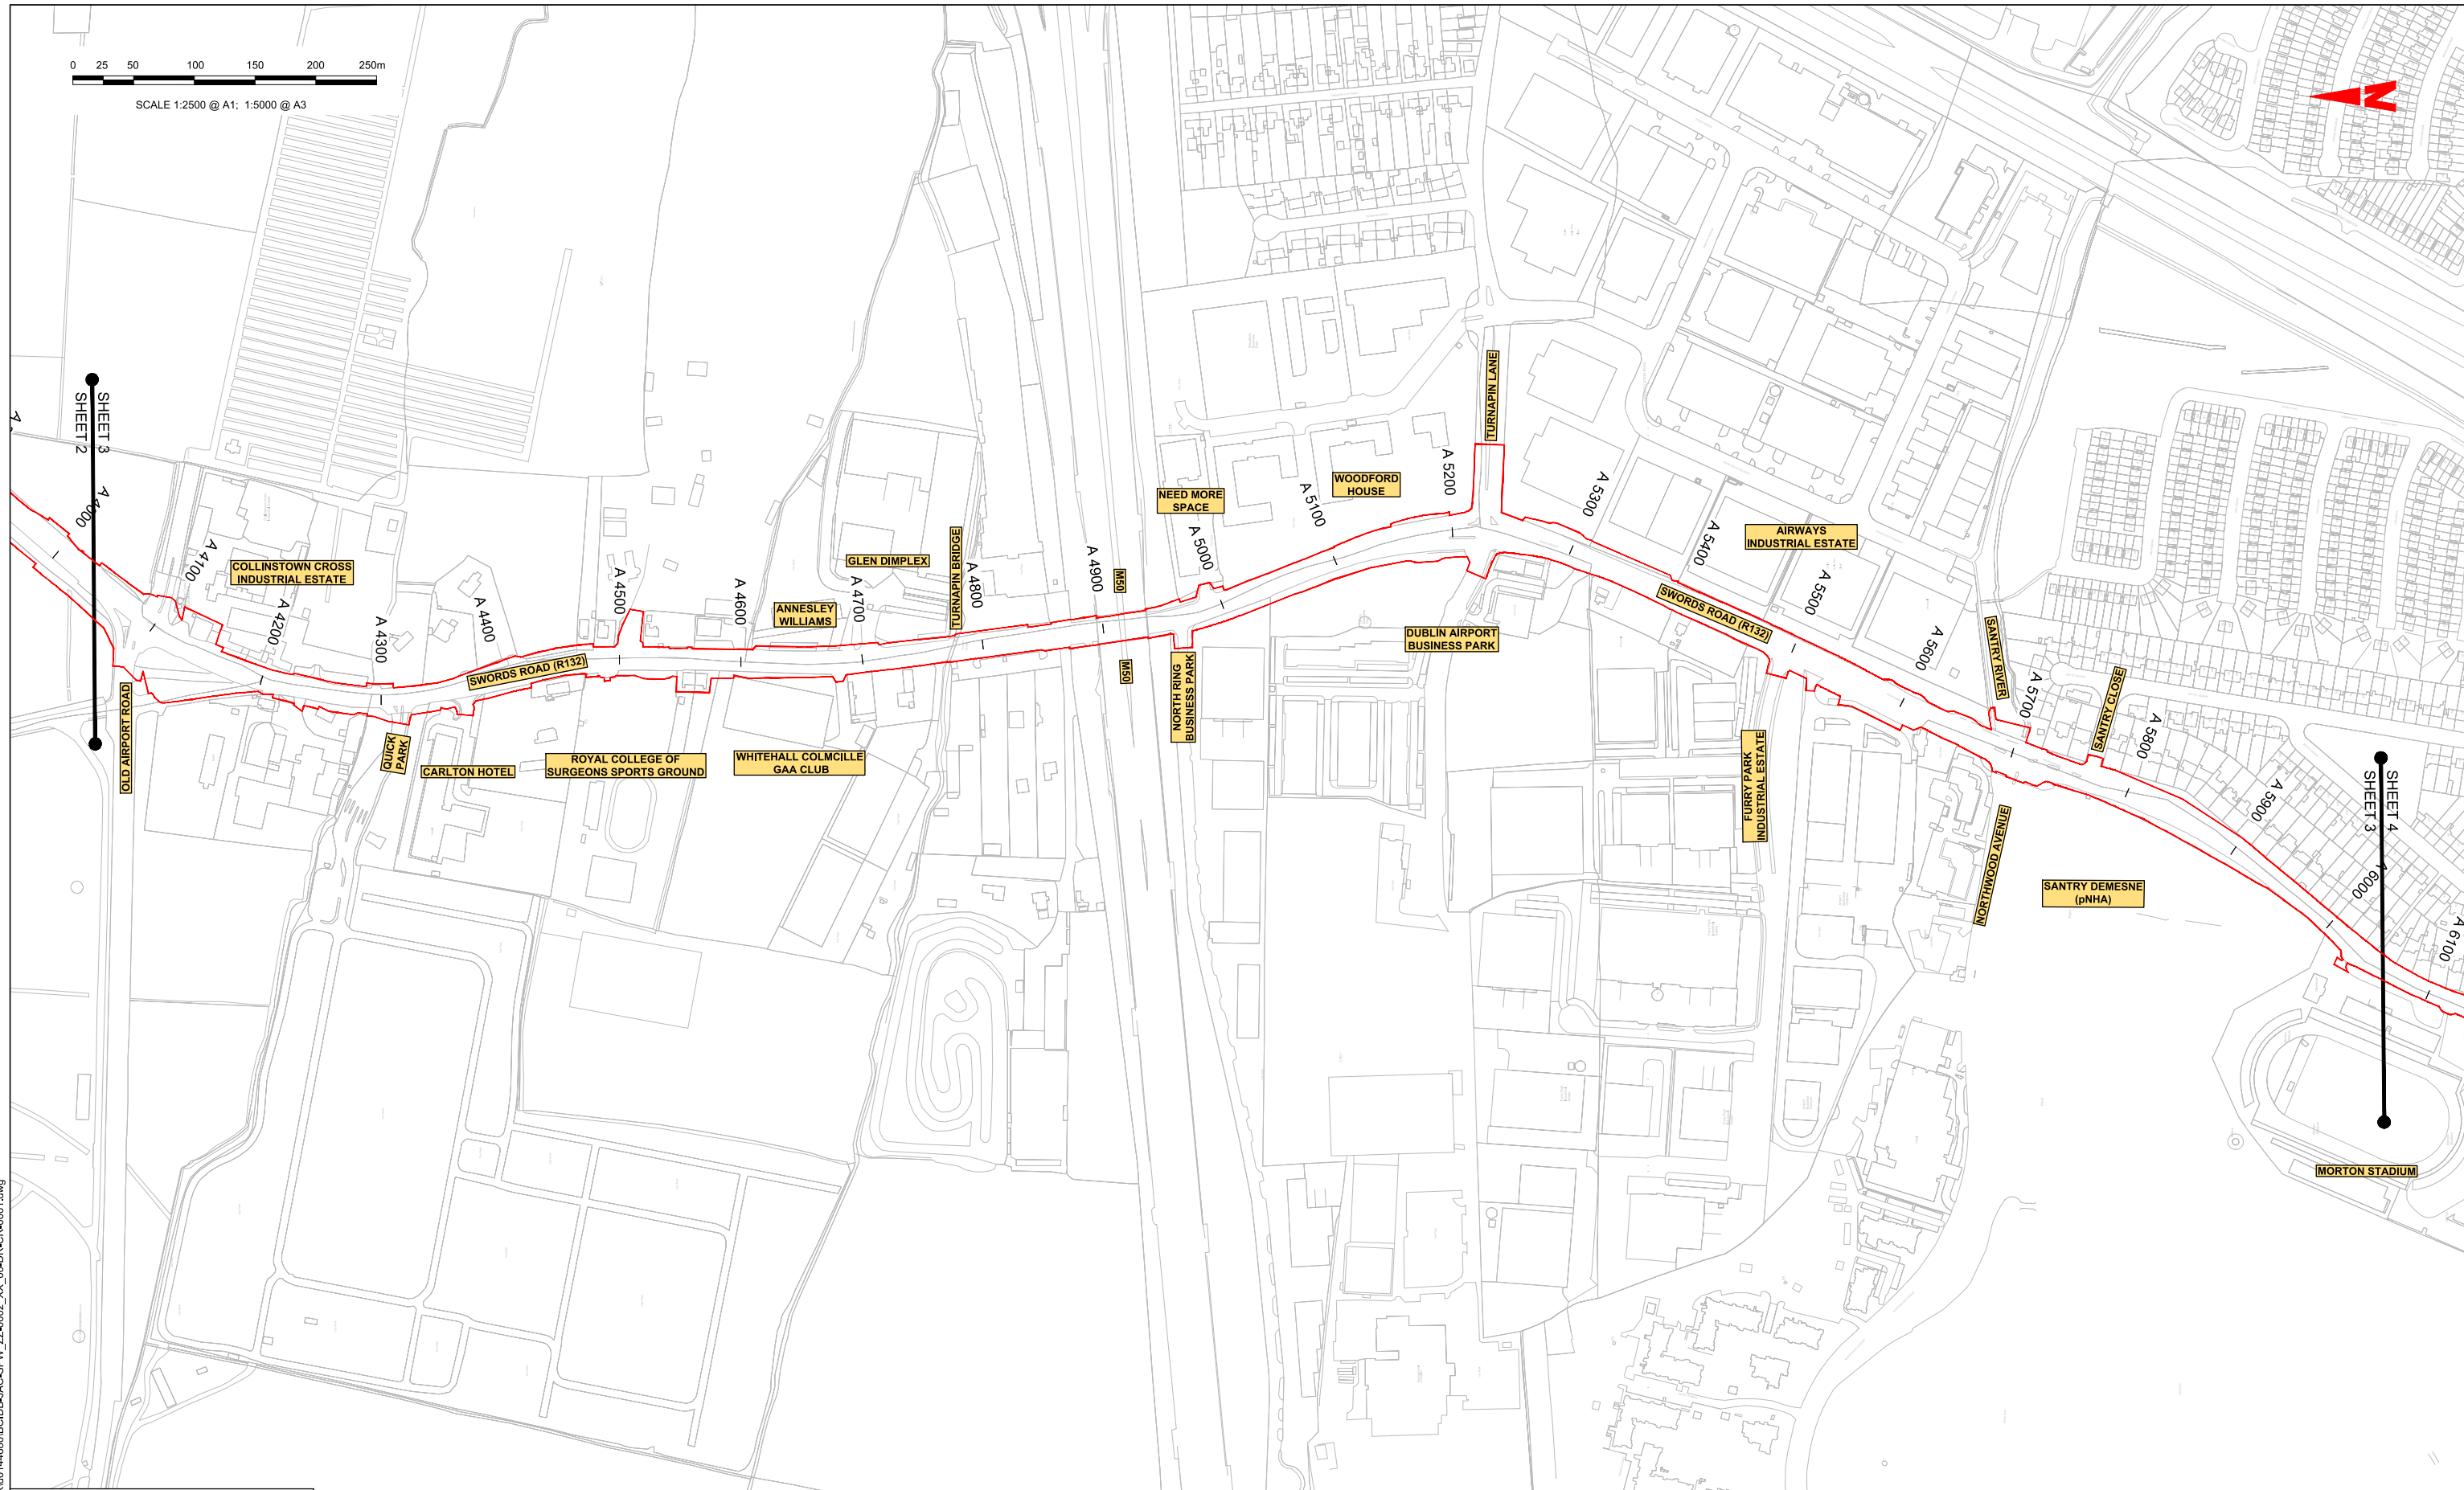 0 25 50 100 150 200 250m
SCALE 1:2500 @ A1; 1:5000 @ A3
N
SHEET 3
SHEET 2
A 4000
A 4100
COLLINSTOWN CROSS
INDUSTRIAL ESTATE
A 4200
A 4300
A 4400
OLD AIRPORT ROAD
QUICK
PARK
CARLTON HOTEL
SWORDS ROAD (R132)
ROYAL COLLEGE OF
SURGEONS SPORTS GROUND
A 4500
A 4600
ANNESLEY
WILLIAMS
WHITEHALL COLMCILLE
GAA CLUB
A 4700
GLEN DIMPLEX
TURNAPIN BRIDGE
A 4800
A 4900
M50
M50
NEED MORE
SPACE
A 5000
NORTH RING
BUSINESS PARK
A 5100
WOODFORD
HOUSE
A 5200
TURNAPIN LANE
DUBLIN AIRPORT
BUSINESS PARK
A 5300
SWORDS ROAD (R132)
A 5400
AIRWAYS
INDUSTRIAL ESTATE
A 5500
FURRY PARK
INDUSTRIAL ESTATE
A 5600
SANTRY RIVER
A 5700
NORTHWOOD AVENUE
SANTRY CLOSE
A 5800
SANTRY DEMESNE
(pNHA)
A 5900
SHEET 4
SHEET 3
A 6000
A 6100
MORTON STADIUM